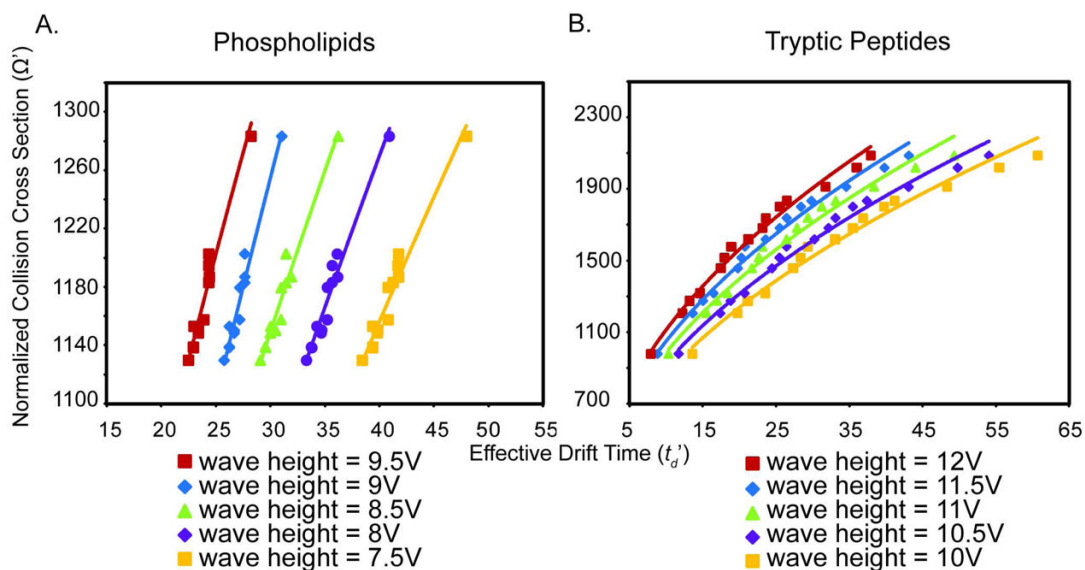 A.
Phospholipids
B.
Tryptic Peptides
Normalized Collision Cross Section (Ω')
1300
1260
1220
1180
1140
1100
15 20 25 30 35 40 45 50 55
2300
1900
1500
1100
700
5 15 25 35 45 55 65
Effective Drift Time (td')
wave height = 9.5V
wave height = 9V
wave height = 8.5V
wave height = 8V
wave height = 7.5V
wave height = 12V
wave height = 11.5V
wave height = 11V
wave height = 10.5V
wave height = 10V